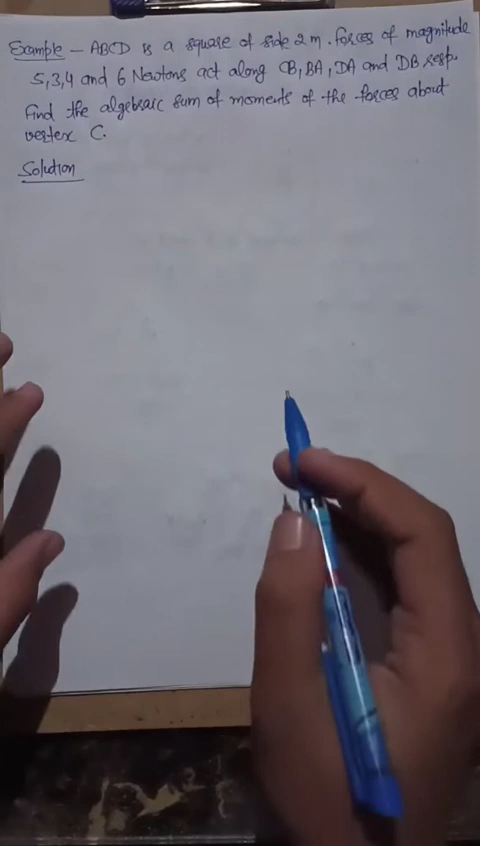 Example - ABCD is a square of side 2 m. forces of magnitude
5,3,4 and 6 Newtons act along CB, BA, DA and DB resp.
find the algebraic sum of moments of the forces about
vertex C.
Solution